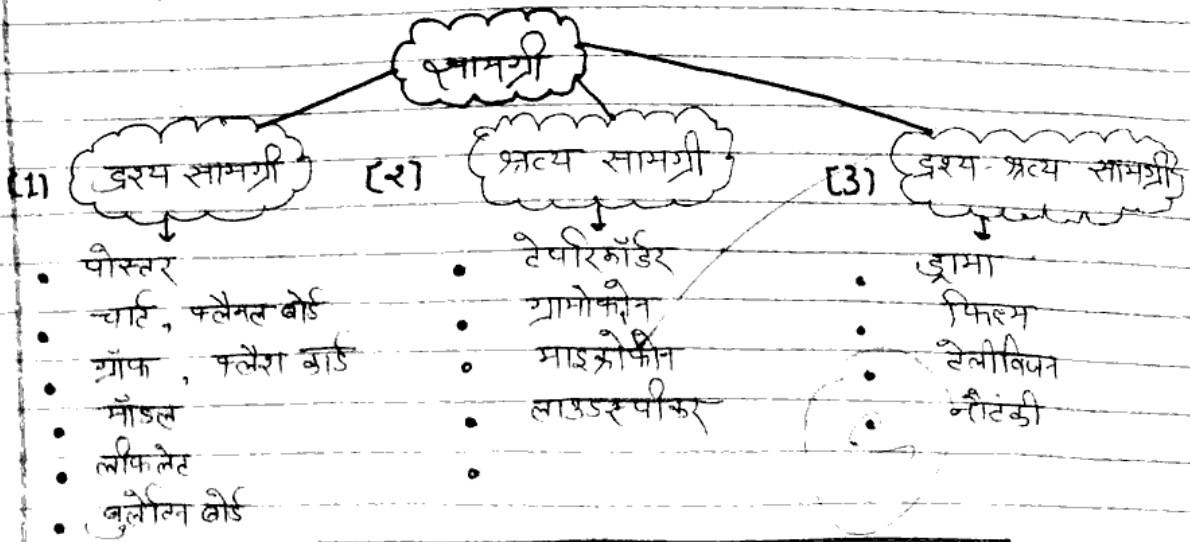 सामग्री
[1] द्रश्य सामग्री [2] श्रव्य सामग्री [3] द्रश्य-श्रव्य सामग्री
• पोस्टर
• चार्ट, फ्लैनल बोर्ड
• ग्रॉफ, फ्लैश कार्ड
• मॉडल
• लीफलेट
• बुलेटिन बोर्ड
• टेपरिकॉर्डर
• ग्रामोफोन
• माइक्रोफोन
• लाउडस्पीकर
•
• ड्रामा
• फिल्म
• टेलीविजन
• नौटंकी